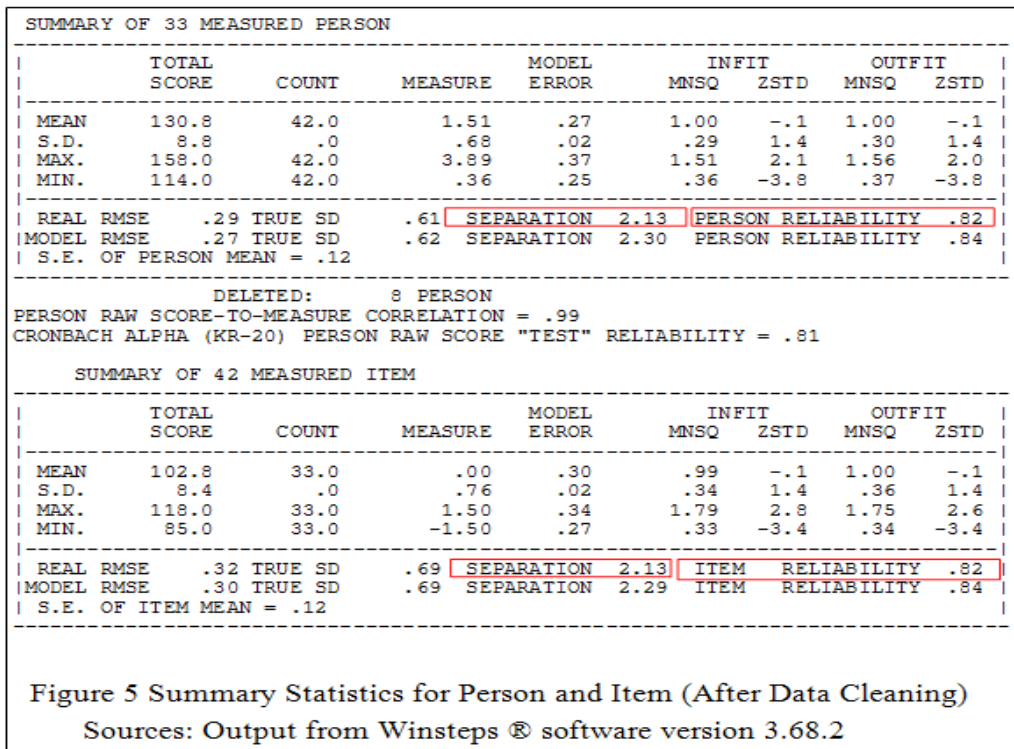 SUMMARY OF 33 MEASURED PERSON
TOTAL MODEL INFIT OUTFIT
SCORE COUNT MEASURE ERROR MNSQ ZSTD MNSQ ZSTD
MEAN 130.8 42.0 1.51 .27 1.00 -.1 1.00 -.1
S.D. 8.8 .0 .68 .02 .29 1.4 .30 1.4
MAX. 158.0 42.0 3.89 .37 1.51 2.1 1.56 2.0
MIN. 114.0 42.0 .36 .25 .36 -3.8 .37 -3.8
REAL RMSE .29 TRUE SD .61 SEPARATION 2.13 PERSON RELIABILITY .82
MODEL RMSE .27 TRUE SD .62 SEPARATION 2.30 PERSON RELIABILITY .84
S.E. OF PERSON MEAN = .12
DELETED: 8 PERSON
PERSON RAW SCORE-TO-MEASURE CORRELATION = .99
CRONBACH ALPHA (KR-20) PERSON RAW SCORE "TEST" RELIABILITY = .81
SUMMARY OF 42 MEASURED ITEM
TOTAL MODEL INFIT OUTFIT
SCORE COUNT MEASURE ERROR MNSQ ZSTD MNSQ ZSTD
MEAN 102.8 33.0 .00 .30 .99 -.1 1.00 -.1
S.D. 8.4 .0 .76 .02 .34 1.4 .36 1.4
MAX. 118.0 33.0 1.50 .34 1.79 2.8 1.75 2.6
MIN. 85.0 33.0 -1.50 .27 .33 -3.4 .34 -3.4
REAL RMSE .32 TRUE SD .69 SEPARATION 2.13 ITEM RELIABILITY .82
MODEL RMSE .30 TRUE SD .69 SEPARATION 2.29 ITEM RELIABILITY .84
S.E. OF ITEM MEAN = .12
Figure 5 Summary Statistics for Person and Item (After Data Cleaning)
Sources: Output from Winsteps ® software version 3.68.2